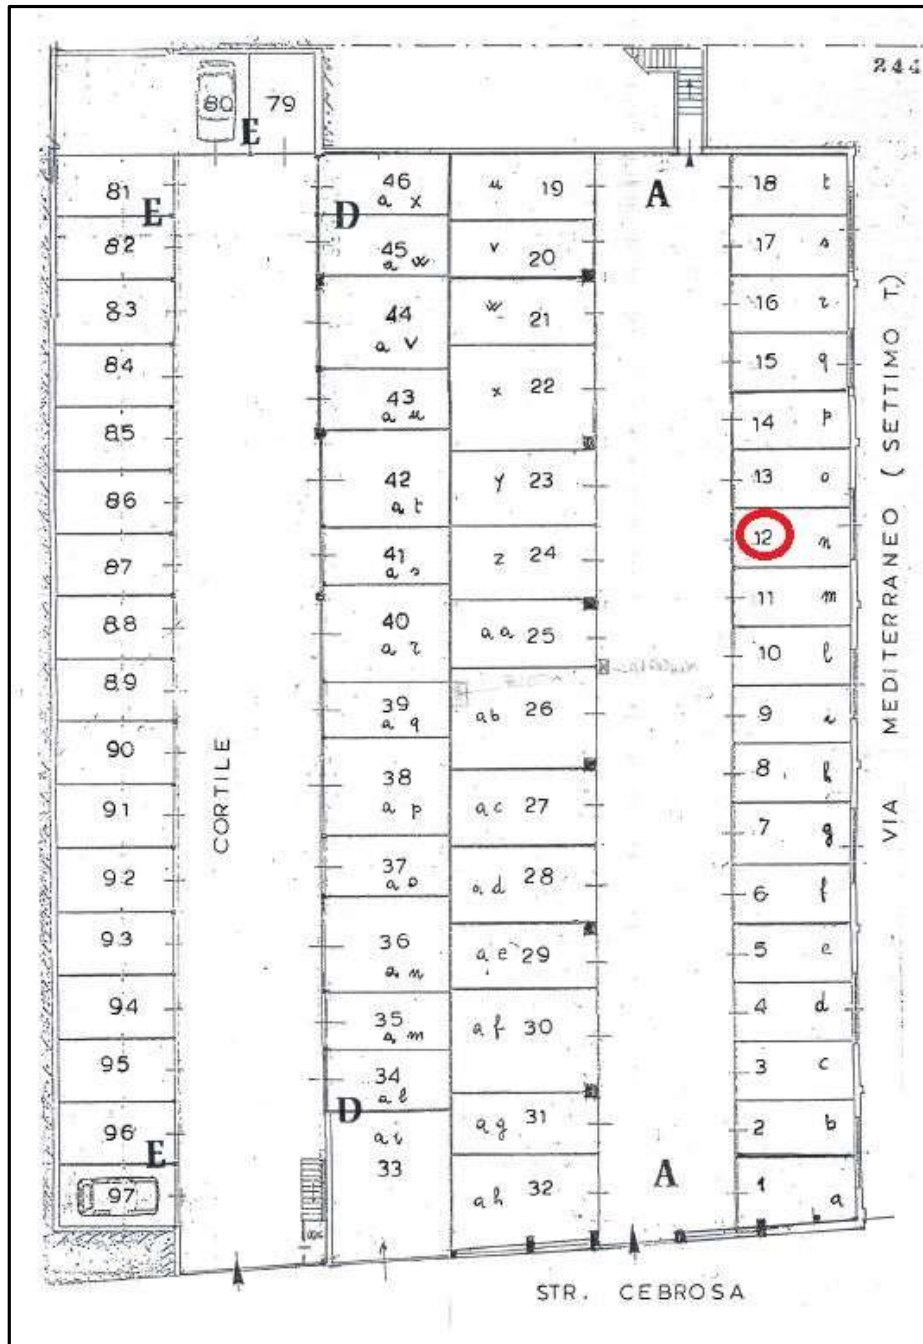 244
80 79
E
81
E
82
83
84
85
86
87
88
89
90
91
92
93
94
95
96
E
97
CORTILE
46
a x
D
45
a w
44
a v
43
a u
42
a t
41
a s
40
a r
39
a q
38
a p
37
a o
36
a n
35
a m
34
a l
D
a i
33
u 19
v 20
w 21
x 22
y 23
z 24
a a 25
a b 26
a c 27
a d 28
a e 29
a f 30
a g 31
a h 32
A
A
18 t
17 s
16 r
15 q
14 p
13 o
12 n
11 m
10 l
9 i
8 h
7 g
6 f
5 e
4 d
3 c
2 b
1 a
VIA MEDITERRANEO ( SETTIMO T)
STR. CEBROSA